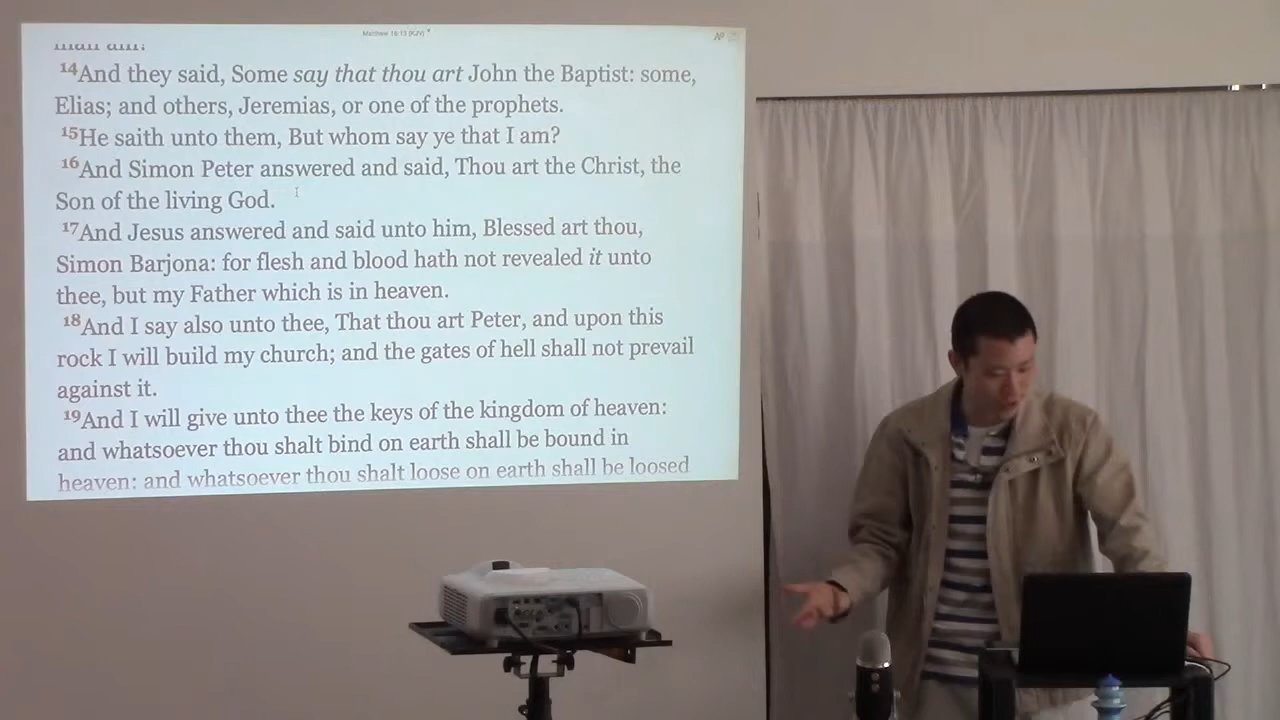 Matthew 16:13 (KJV)
14And they said, Some say that thou art John the Baptist: some,
Elias; and others, Jeremias, or one of the prophets.
15He saith unto them, But whom say ye that I am?
16And Simon Peter answered and said, Thou art the Christ, the
Son of the living God.
17And Jesus answered and said unto him, Blessed art thou,
Simon Barjona: for flesh and blood hath not revealed it unto
thee, but my Father which is in heaven.
18And I say also unto thee, That thou art Peter, and upon this
rock I will build my church; and the gates of hell shall not prevail
against it.
19And I will give unto thee the keys of the kingdom of heaven:
and whatsoever thou shalt bind on earth shall be bound in
heaven: and whatsoever thou shalt loose on earth shall be loosed